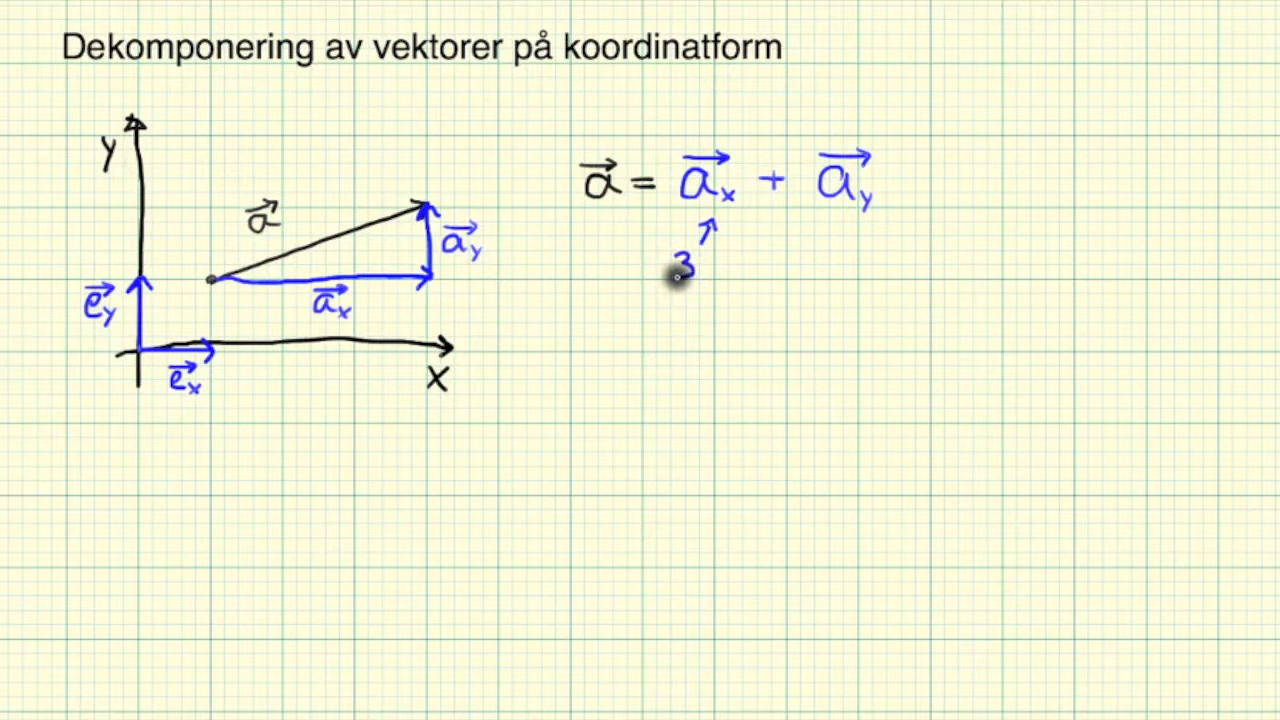 Dekomponering av vektorer på koordinatform
y
a⃗
a⃗ = a⃗ₓ + a⃗ᵧ
a⃗ᵧ
3
e⃗ᵧ
a⃗ₓ
e⃗ₓ
x